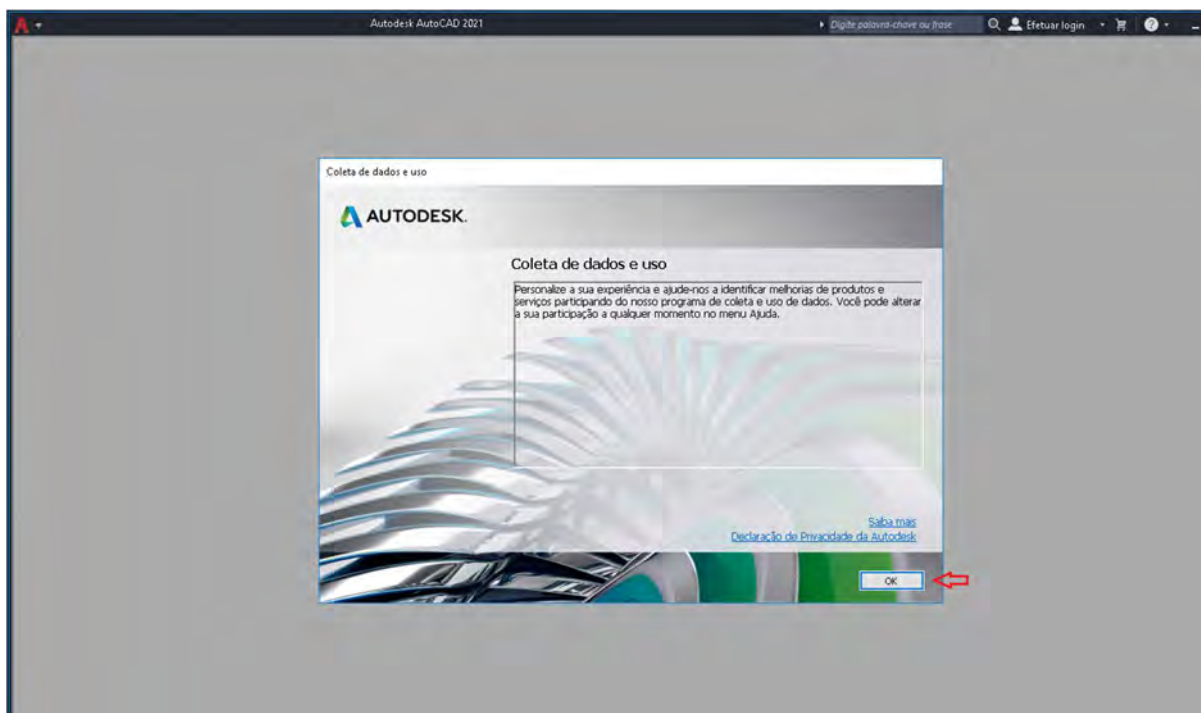 Autodesk AutoCAD 2021
Digite palavra-chave ou frase
Efetuar login
Coleta de dados e uso
AUTODESK.
Coleta de dados e uso
Personalize a sua experiência e ajude-nos a identificar melhorias de produtos e
serviços participando do nosso programa de coleta e uso de dados. Você pode alterar
a sua participação a qualquer momento no menu Ajuda.
Saiba mais
Declaração de Privacidade da Autodesk
OK